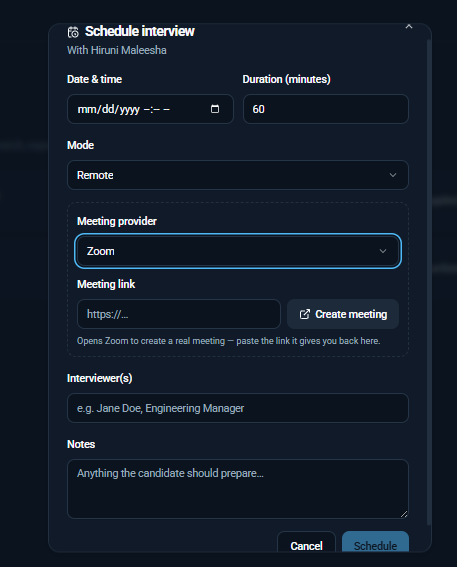 Schedule interview
With Hiruni Maleesha
Date & time Duration (minutes)
mm/dd/yyyy --:-- -- 60
Mode
Remote
Meeting provider
Zoom
Meeting link
https://... Create meeting
Opens Zoom to create a real meeting — paste the link it gives you back here.
Interviewer(s)
e.g. Jane Doe, Engineering Manager
Notes
Anything the candidate should prepare...
Cancel Schedule